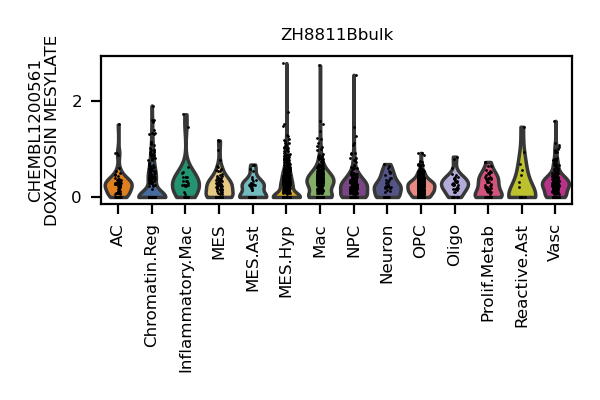 ZH8811Bbulk
CHEMBL1200561
DOXAZOSIN MESYLATE
2
0
AC
Chromatin.Reg
Inflammatory.Mac
MES
MES.Ast
MES.Hyp
Mac
NPC
Neuron
OPC
Oligo
Prolif.Metab
Reactive.Ast
Vasc